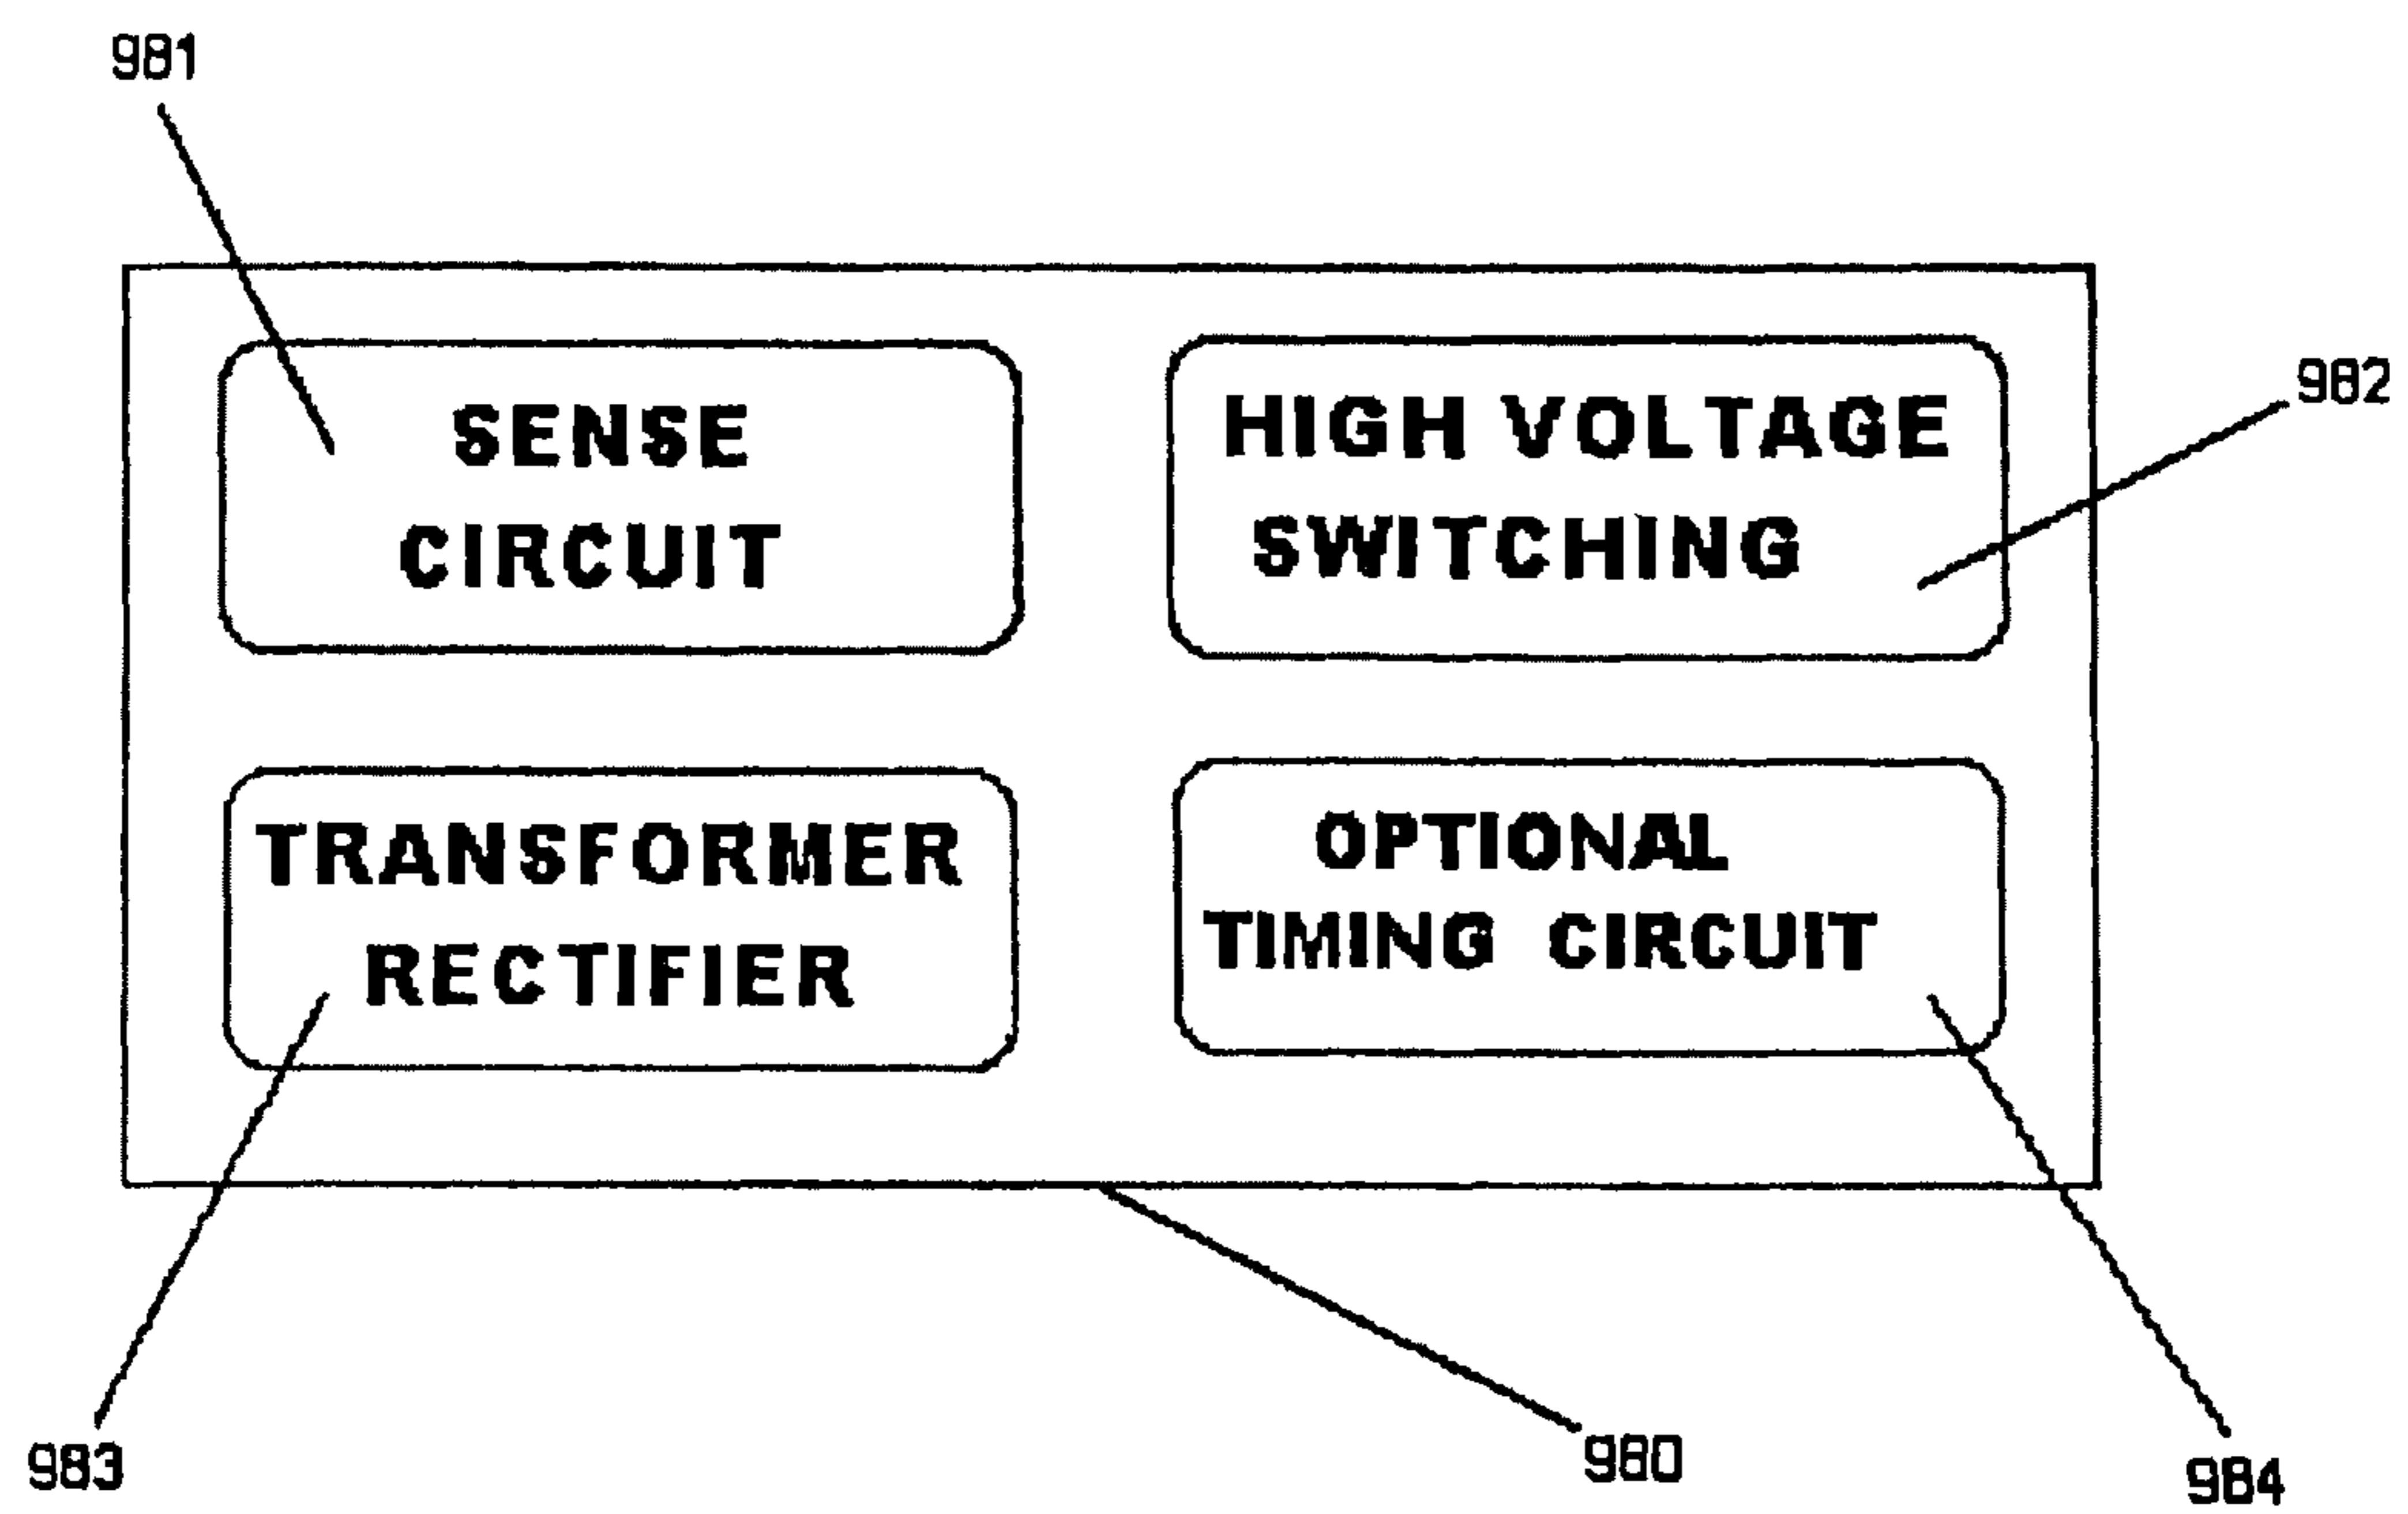 981
SENSE
CIRCUIT
HIGH VOLTAGE
SWITCHING
982
TRANSFORMER
RECTIFIER
OPTIONAL
TIMING CIRCUIT
983
980
984